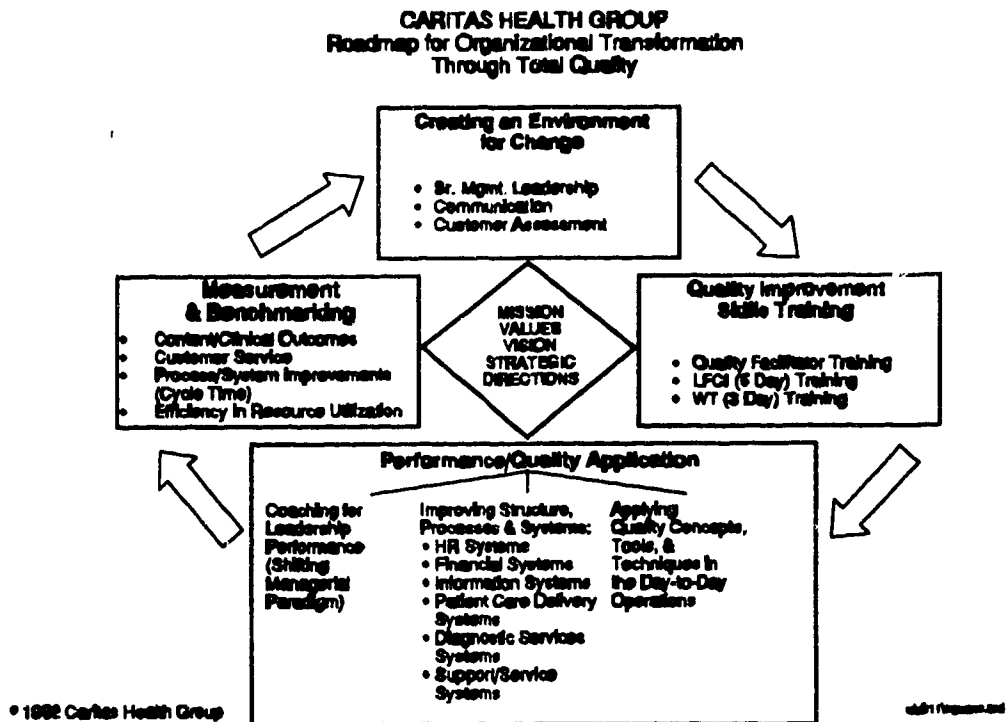 CARITAS HEALTH GROUP
Roadmap for Organizational Transformation
Through Total Quality
Creating an Environment
for Change
• Sr. Mgmt. Leadership
• Communication
• Customer Assessment
Measurement
& Benchmarking
• Content/Clinical Outcomes
• Customer Service
• Process/System Improvements
(Cycle Time)
• Efficiency in Resource Utilization
MISSION
VALUES
VISION
STRATEGIC
DIRECTIONS
Quality Improvement
Skills Training
• Quality Facilitator Training
• LFCI (5 Day) Training
• WT (3 Day) Training
Performance/Quality Application
Coaching for
Leadership
Performance
(Shifting
Managerial
Paradigm)
Improving Structure,
Processes & Systems:
• HR Systems
• Financial Systems
• Information Systems
• Patient Care Delivery
Systems
• Diagnostic Services
Systems
• Support/Service
Systems
Applying
Quality Concepts,
Tools, &
Techniques in
the Day-to-Day
Operations
© 1992 Caritas Health Group